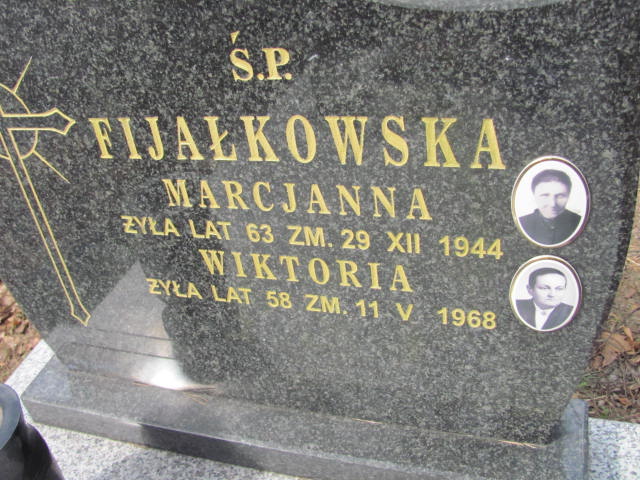 Ś.P.
FIJAŁKOWSKA
MARCJANNA
ŻYŁA LAT 63 ZM. 29 XII 1944
WIKTORIA
ŻYŁA LAT 58 ZM. 11 V 1968